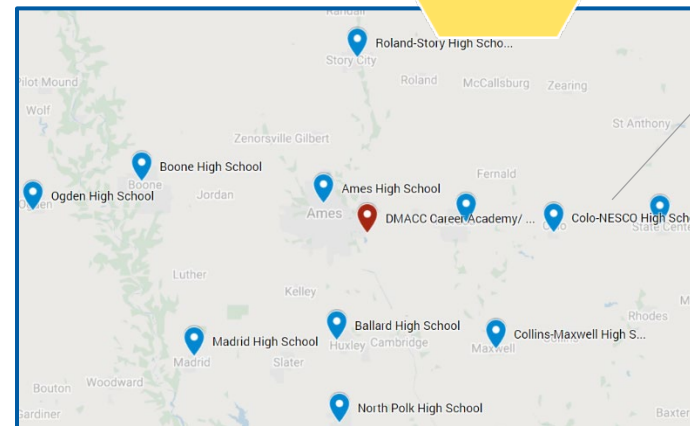 Randall
Roland-Story High Scho...
Story City
Pilot Mound
Roland
McCallsburg
Zearing
Wolf
St Anthony
Zenorsville
Gilbert
Boone High School
Fernald
Boone
Ames High School
Ogden High School
Jordan
Ames
DMACC Career Academy/ ...
Colo-NESCO High Scho
Colo
State Center
Luther
Kelley
Rhodes
Ballard High School
Madrid High School
Huxley
Cambridge
Collins-Maxwell High S...
Maxwell
Madrid
Slater
Bouton
Woodward
North Polk High School
Gardiner
Baxter